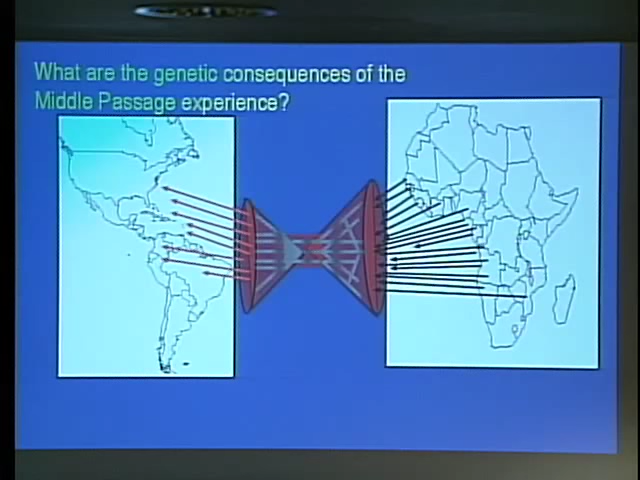 What are the genetic consequences of the
Middle Passage experience?